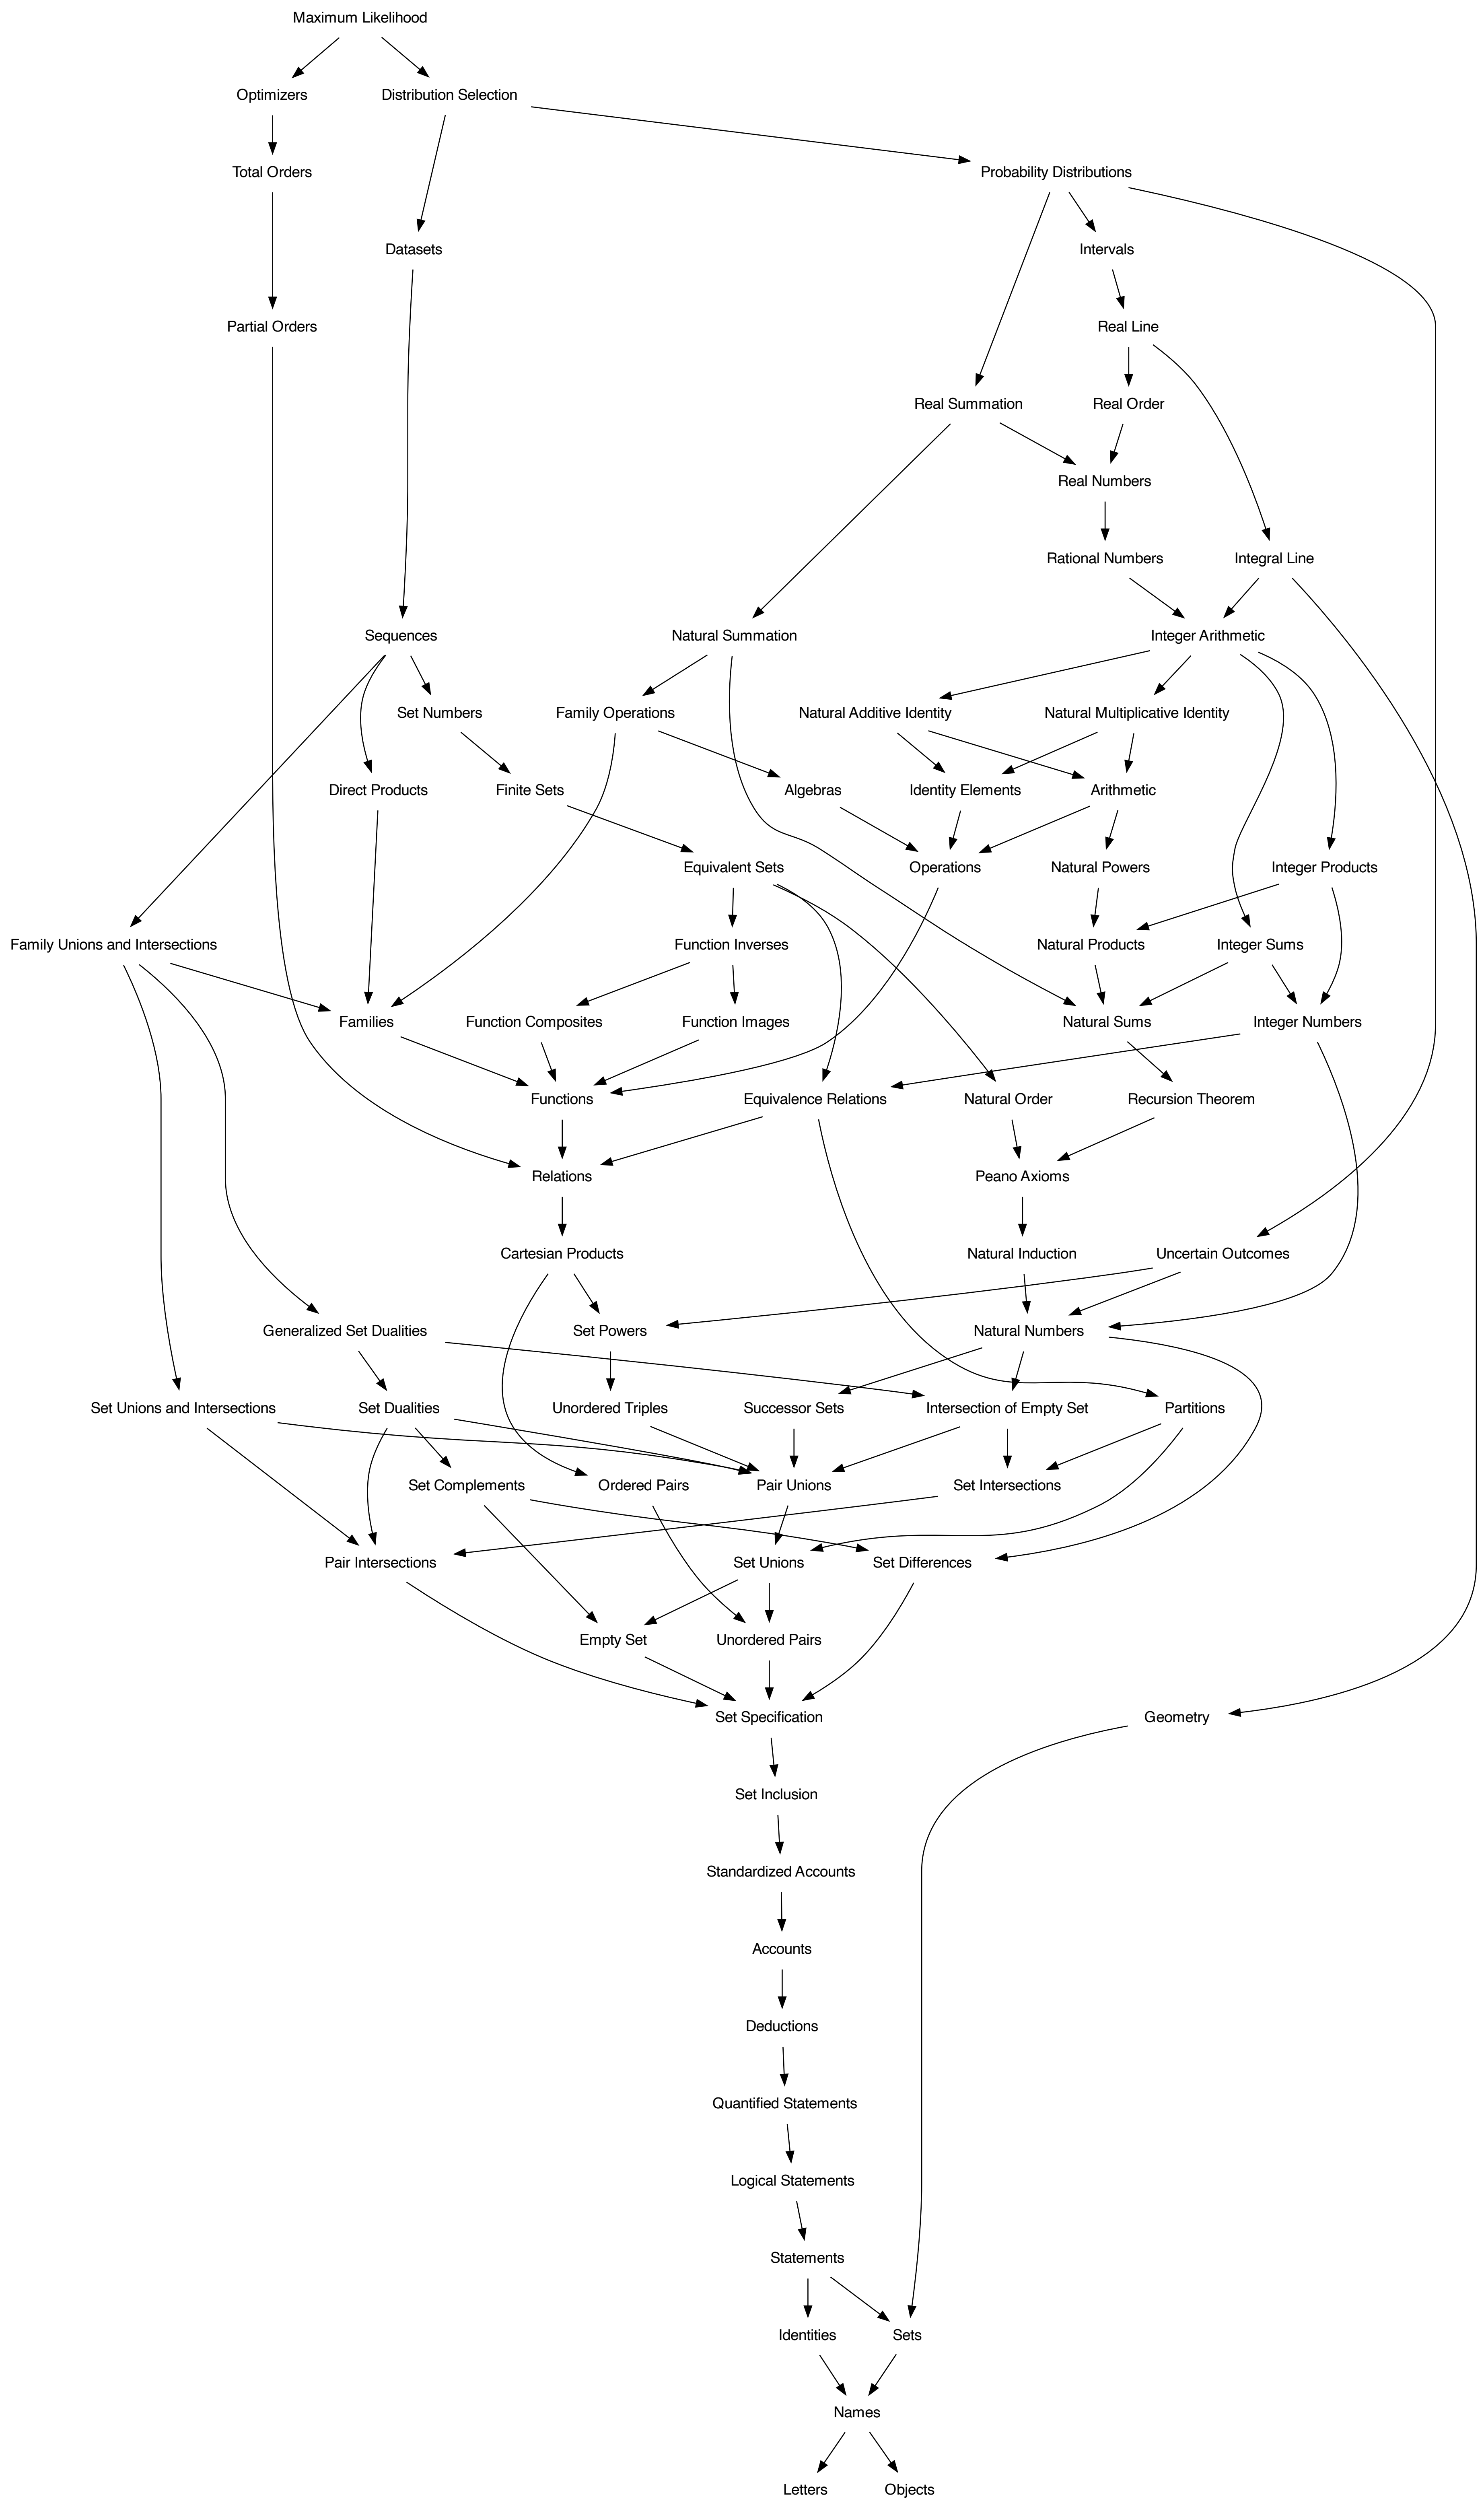 Maximum Likelihood
Optimizers
Distribution Selection
Total Orders
Probability Distributions
Datasets
Intervals
Partial Orders
Real Line
Real Summation
Real Order
Real Numbers
Rational Numbers
Integral Line
Sequences
Natural Summation
Integer Arithmetic
Set Numbers
Family Operations
Natural Additive Identity
Natural Multiplicative Identity
Direct Products
Finite Sets
Algebras
Identity Elements
Arithmetic
Equivalent Sets
Operations
Natural Powers
Integer Products
Family Unions and Intersections
Function Inverses
Natural Products
Integer Sums
Families
Function Composites
Function Images
Natural Sums
Integer Numbers
Functions
Equivalence Relations
Natural Order
Recursion Theorem
Relations
Peano Axioms
Cartesian Products
Natural Induction
Uncertain Outcomes
Generalized Set Dualities
Set Powers
Natural Numbers
Set Unions and Intersections
Set Dualities
Unordered Triples
Successor Sets
Intersection of Empty Set
Partitions
Set Complements
Ordered Pairs
Pair Unions
Set Intersections
Pair Intersections
Set Unions
Set Differences
Empty Set
Unordered Pairs
Set Specification
Geometry
Set Inclusion
Standardized Accounts
Accounts
Deductions
Quantified Statements
Logical Statements
Statements
Identities
Sets
Names
Letters
Objects